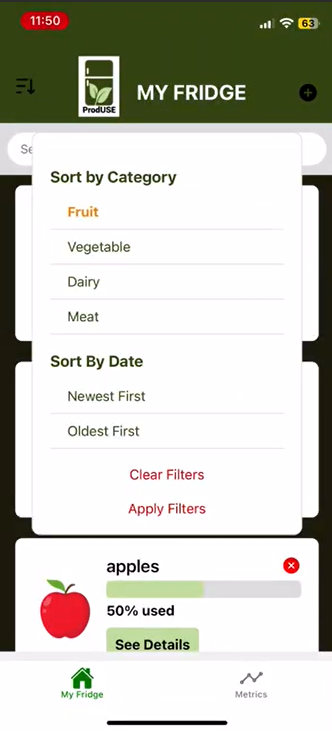 11:50
63
ProdUSE
MY FRIDGE
Se
Sort by Category
Fruit
Vegetable
Dairy
Meat
Sort By Date
Newest First
Oldest First
Clear Filters
Apply Filters
apples
50% used
See Details
My Fridge
Metrics